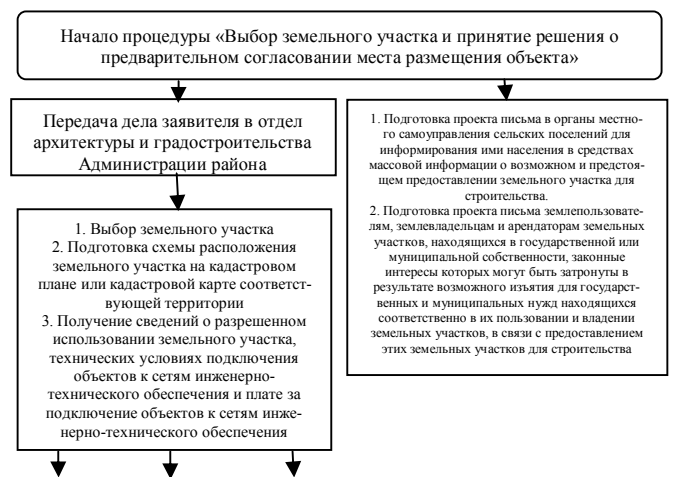 Начало процедуры «Выбор земельного участка и принятие решения о
предварительном согласовании места размещения объекта»
Передача дела заявителя в отдел
архитектуры и градостроительства
Администрации района
1. Выбор земельного участка
2. Подготовка схемы расположения
земельного участка на кадастровом
плане или кадастровой карте соответст-
вующей территории
3. Получение сведений о разрешенном
использовании земельного участка,
технических условиях подключения
объектов к сетям инженерно-
технического обеспечения и плате за
подключение объектов к сетям инже-
нерно-технического обеспечения
1. Подготовка проекта письма в органы местно-
го самоуправления сельских поселений для
информирования ими населения в средствах
массовой информации о возможном и предстоя-
щем предоставлении земельного участка для
строительства.
2. Подготовка проекта письма землепользовате-
лям, землевладельцам и арендаторам земельных
участков, находящихся в государственной или
муниципальной собственности, законные
интересы которых могут быть затронуты в
результате возможного изъятия для государст-
венных и муниципальных нужд находящихся
соответственно в их пользовании и владении
земельных участков, в связи с предоставлением
этих земельных участков для строительства